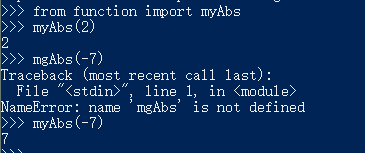 >>> from function import myAbs
>>> myAbs(2)
2
>>> mgAbs(-7)
Traceback (most recent call last):
  File "<stdin>", line 1, in <module>
NameError: name 'mgAbs' is not defined
>>> myAbs(-7)
7
>>>